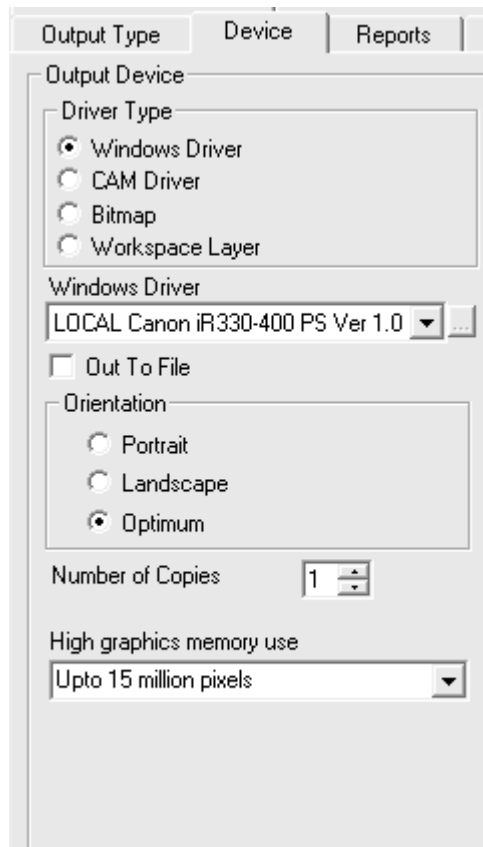 Output Type Device Reports
Output Device
Driver Type
Windows Driver
CAM Driver
Bitmap
Workspace Layer
Windows Driver
LOCAL Canon iR330-400 PS Ver 1.0 ...
Out To File
Orientation
Portrait
Landscape
Optimum
Number of Copies 1
High graphics memory use
Upto 15 million pixels